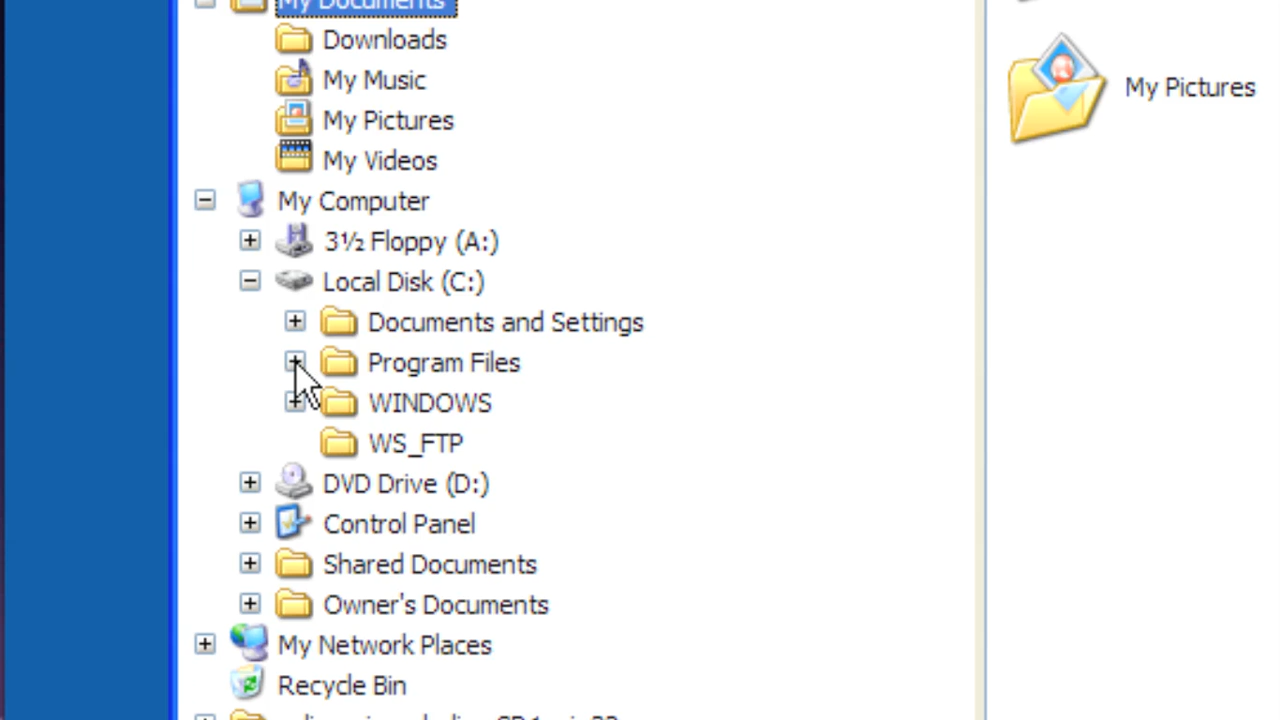 My Documents
Downloads
My Music
My Pictures
My Videos
My Computer
3½ Floppy (A:)
Local Disk (C:)
Documents and Settings
Program Files
WINDOWS
WS_FTP
DVD Drive (D:)
Control Panel
Shared Documents
Owner's Documents
My Network Places
Recycle Bin
My Pictures